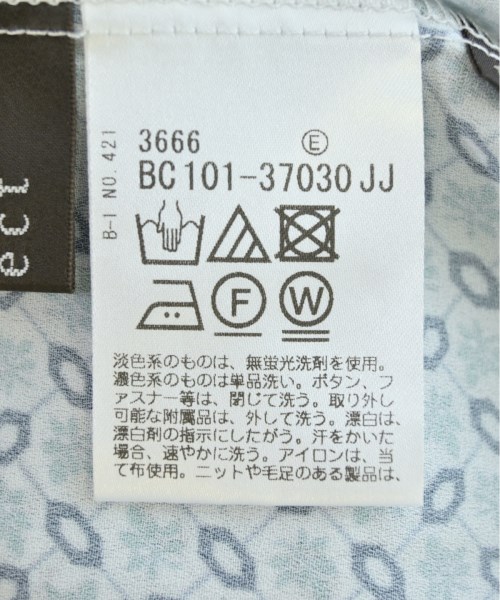 ect
B-I NO. 421
3666 E
BC 101-37030 JJ
F W
淡色系のものは、無蛍光洗剤を使用。
濃色系のものは単品洗い。ボタン、フ
ァスナー等は、閉じて洗う。取り外し
可能な附属品は、外して洗う。漂白は、
漂白剤の指示にしたがう。汗をかいた
場合、速やかに洗う。アイロンは、当
て布使用。ニットや毛足のある製品は、